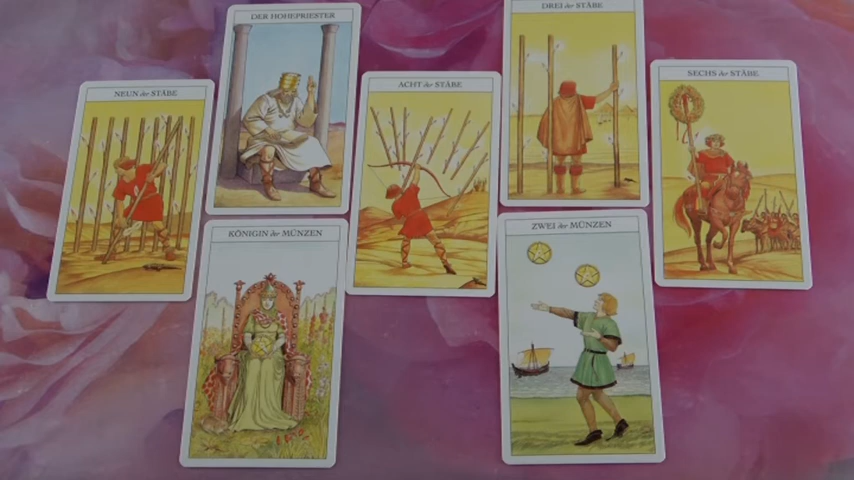 NEUN der STÄBE
DER HOHEPRIESTER
ACHT der STÄBE
DREI der STÄBE
SECHS der STÄBE
KÖNIGIN der MÜNZEN
ZWEI der MÜNZEN